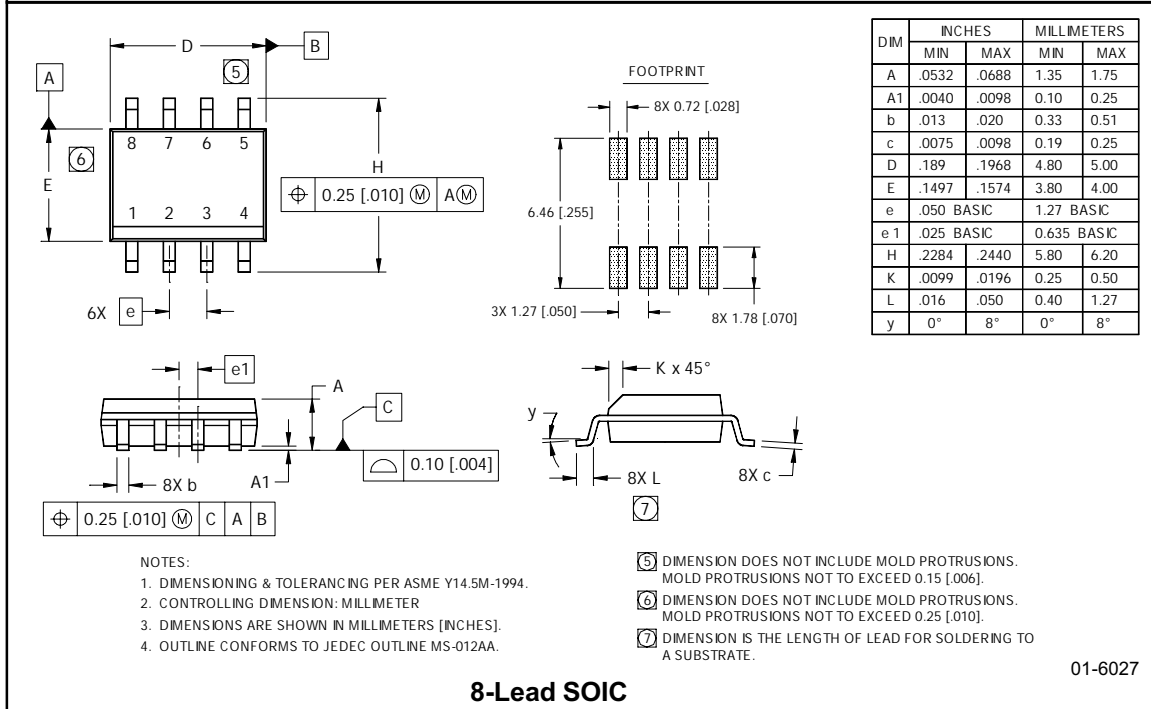 D
B
A
5
8 7 6 5
6
E
H
⌖ 0.25 [.010] Ⓜ AⓂ
1 2 3 4
6X e
FOOTPRINT
8X 0.72 [.028]
6.46 [.255]
3X 1.27 [.050]
8X 1.78 [.070]
DIM INCHES MILLIMETERS
MIN MAX MIN MAX
A .0532 .0688 1.35 1.75
A1 .0040 .0098 0.10 0.25
b .013 .020 0.33 0.51
c .0075 .0098 0.19 0.25
D .189 .1968 4.80 5.00
E .1497 .1574 3.80 4.00
e .050 BASIC 1.27 BASIC
e1 .025 BASIC 0.635 BASIC
H .2284 .2440 5.80 6.20
K .0099 .0196 0.25 0.50
L .016 .050 0.40 1.27
y 0° 8° 0° 8°
e1
A
C
0.10 [.004]
A1
8X b
⌖ 0.25 [.010] Ⓜ C A B
K x 45°
y
8X L
7
8X c
NOTES:
1. DIMENSIONING & TOLERANCING PER ASME Y14.5M-1994.
2. CONTROLLING DIMENSION: MILLIMETER
3. DIMENSIONS ARE SHOWN IN MILLIMETERS [INCHES].
4. OUTLINE CONFORMS TO JEDEC OUTLINE MS-012AA.
5 DIMENSION DOES NOT INCLUDE MOLD PROTRUSIONS.
MOLD PROTRUSIONS NOT TO EXCEED 0.15 [.006].
6 DIMENSION DOES NOT INCLUDE MOLD PROTRUSIONS.
MOLD PROTRUSIONS NOT TO EXCEED 0.25 [.010].
7 DIMENSION IS THE LENGTH OF LEAD FOR SOLDERING TO
A SUBSTRATE.
01-6027
8-Lead SOIC